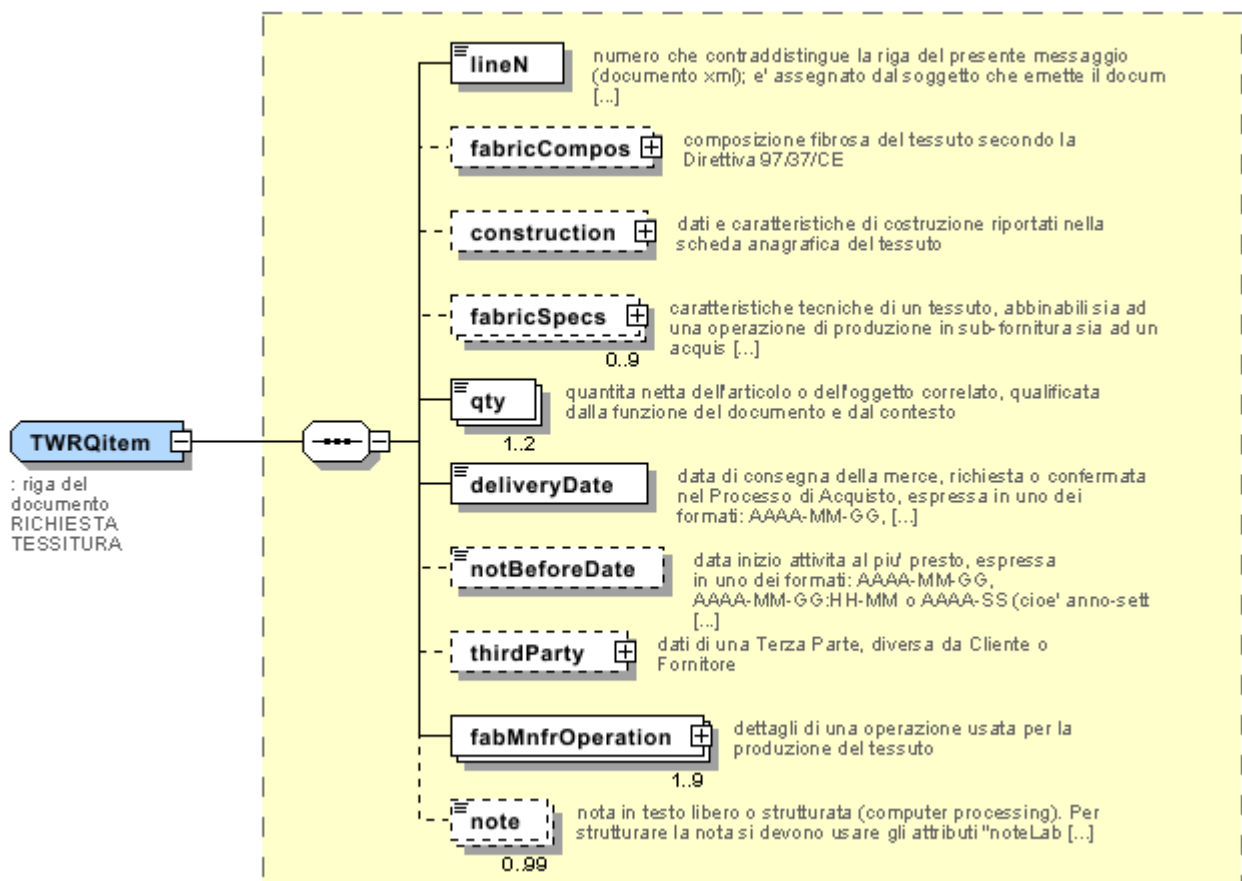 lineN
numero che contraddistingue la riga del presente messaggio
(documento xml); e' assegnato dal soggetto che emette il docum
[...]
fabricCompos
composizione fibrosa del tessuto secondo la
Direttiva 97/37/CE
construction
dati e caratteristiche di costruzione riportati nella
scheda anagrafica del tessuto
fabricSpecs
caratteristiche tecniche di un tessuto, abbinabili sia ad
una operazione di produzione in sub-fornitura sia ad un
acquis [...]
0..9
qty
quantita netta dell'articolo o dell'oggetto correlato, qualificata
dalla funzione del documento e dal contesto
1..2
TWRQitem
: riga del
documento
RICHIESTA
TESSITURA
deliveryDate
data di consegna della merce, richiesta o confermata
nel Processo di Acquisto, espressa in uno dei
formati: AAAA-MM-GG, [...]
notBeforeDate
data inizio attivita al piu' presto, espressa
in uno dei formati: AAAA-MM-GG,
AAAA-MM-GG:HH-MM o AAAA-SS (cioe' anno-sett
[...]
thirdParty
dati di una Terza Parte, diversa da Cliente o
Fornitore
fabMnfrOperation
dettagli di una operazione usata per la
produzione del tessuto
1..9
note
nota in testo libero o strutturata (computer processing). Per
strutturare la nota si devono usare gli attributi "noteLab [...]
0..99